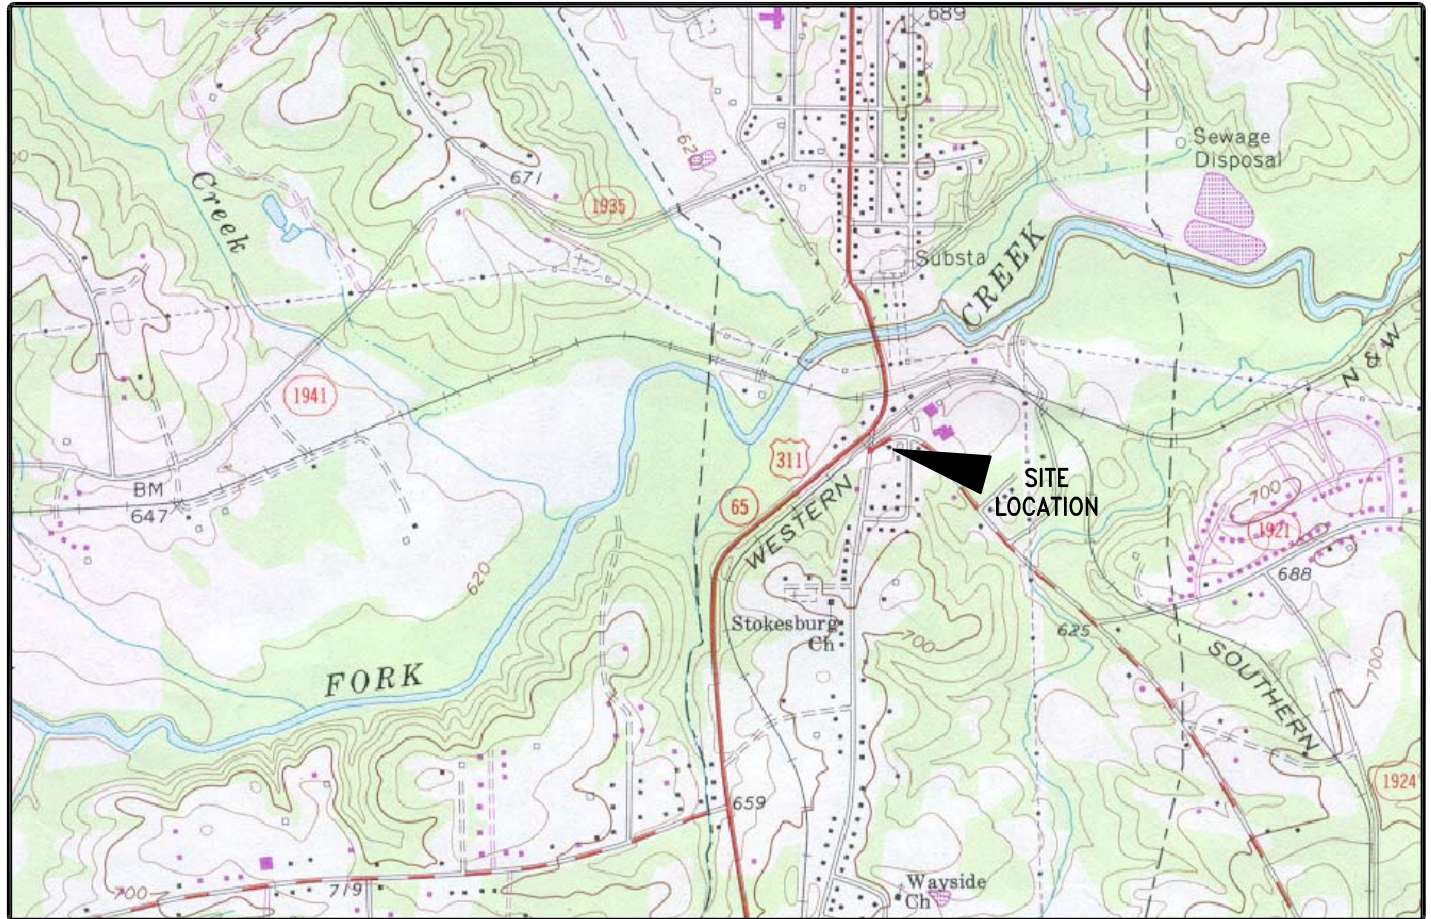 689
Sewage
Disposal
620
671
1935
Creek
Substa
CREEK
N & W
1941
311
BM
647
SITE
LOCATION
65
WESTERN
700
1921
688
620
Stokesburg
Ch
700
625
SOUTHERN
700
FORK
659
1924
700
719
Wayside
Ch